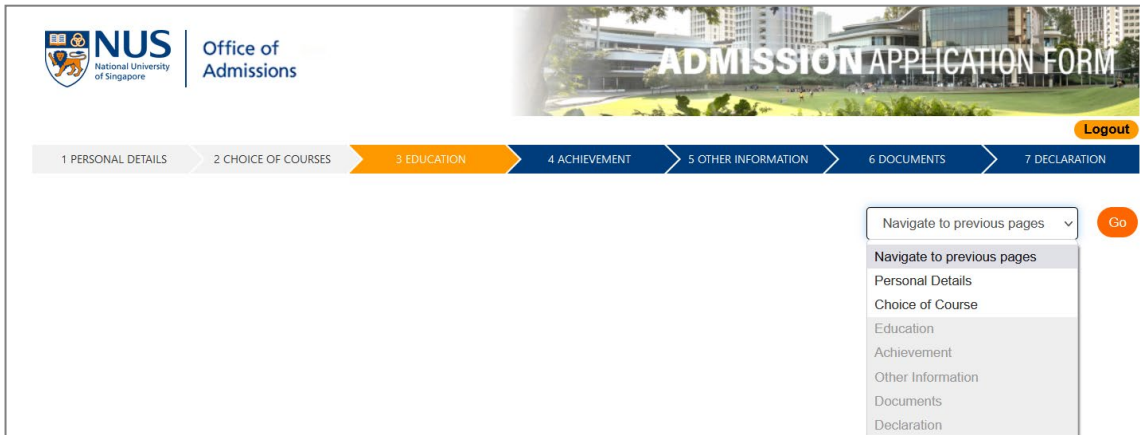 NUS
National University
of Singapore
Office of
Admissions
ADMISSION APPLICATION FORM
Logout
1 PERSONAL DETAILS
2 CHOICE OF COURSES
3 EDUCATION
4 ACHIEVEMENT
5 OTHER INFORMATION
6 DOCUMENTS
7 DECLARATION
Navigate to previous pages
Go
Navigate to previous pages
Personal Details
Choice of Course
Education
Achievement
Other Information
Documents
Declaration